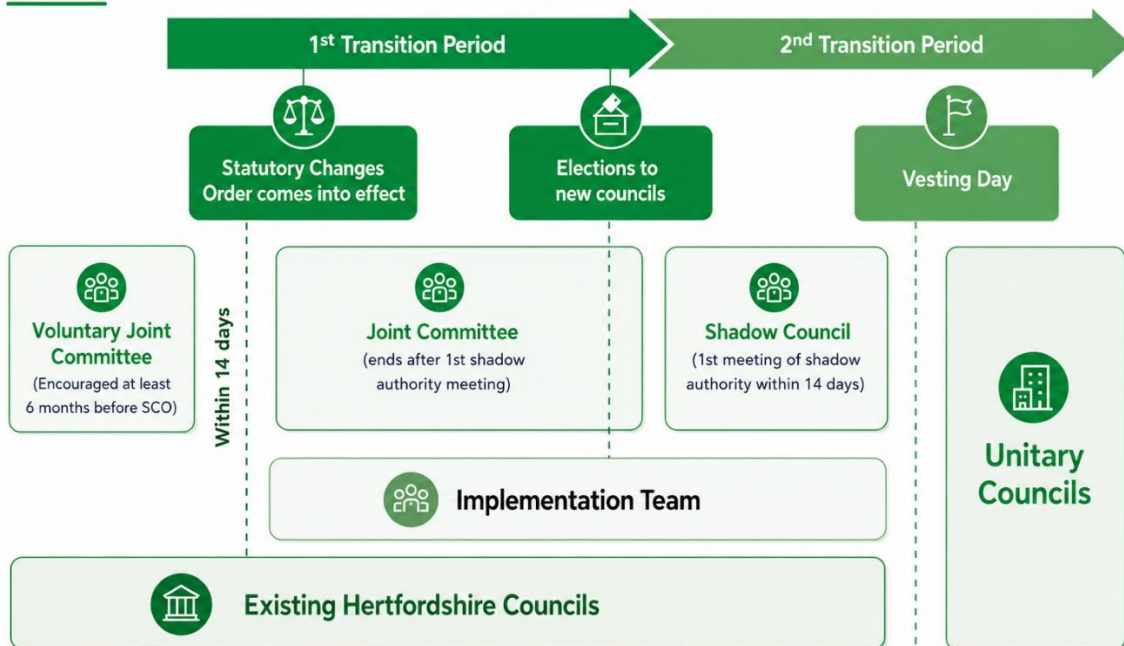 1st Transition Period
2nd Transition Period
Statutory Changes
Order comes into effect
Elections to
new councils
Vesting Day
Voluntary Joint
Committee
(Encouraged at least
6 months before SCO)
Within 14 days
Joint Committee
(ends after 1st shadow
authority meeting)
Shadow Council
(1st meeting of shadow
authority within 14 days)
Unitary
Councils
Implementation Team
Existing Hertfordshire Councils